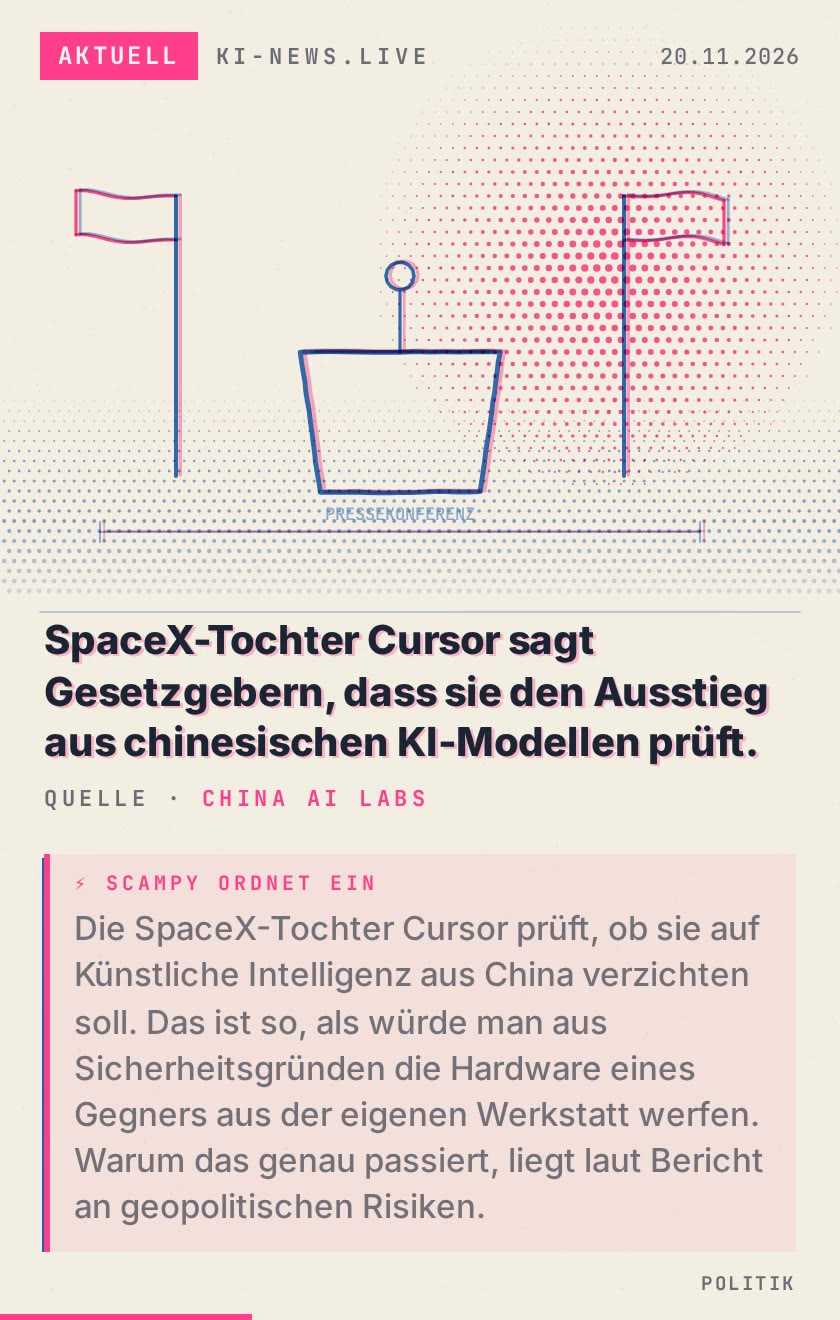 AKTUELL KI-NEWS.LIVE 20.11.2026
PRESSEKONFERENZ
SpaceX-Tochter Cursor sagt
Gesetzgebern, dass sie den Ausstieg
aus chinesischen KI-Modellen prüft.
QUELLE · CHINA AI LABS
⚡ SCAMPY ORDNET EIN
Die SpaceX-Tochter Cursor prüft, ob sie auf
Künstliche Intelligenz aus China verzichten
soll. Das ist so, als würde man aus
Sicherheitsgründen die Hardware eines
Gegners aus der eigenen Werkstatt werfen.
Warum das genau passiert, liegt laut Bericht
an geopolitischen Risiken.
POLITIK